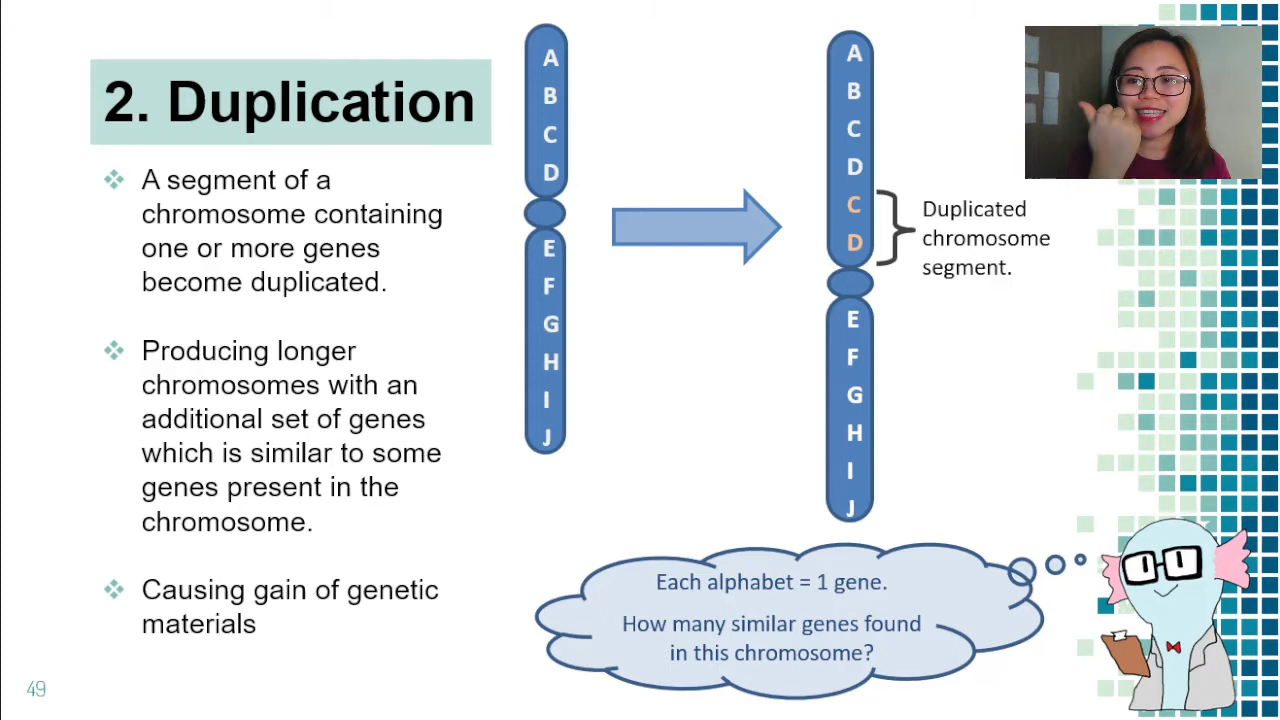 2. Duplication
A segment of a
chromosome containing
one or more genes
become duplicated.
Producing longer
chromosomes with an
additional set of genes
which is similar to some
genes present in the
chromosome.
Causing gain of genetic
materials
A
B
C
D
E
F
G
H
I
J
A
B
C
D
C
D
E
F
G
H
I
J
Duplicated
chromosome
segment.
Each alphabet = 1 gene.
How many similar genes found
in this chromosome?
49